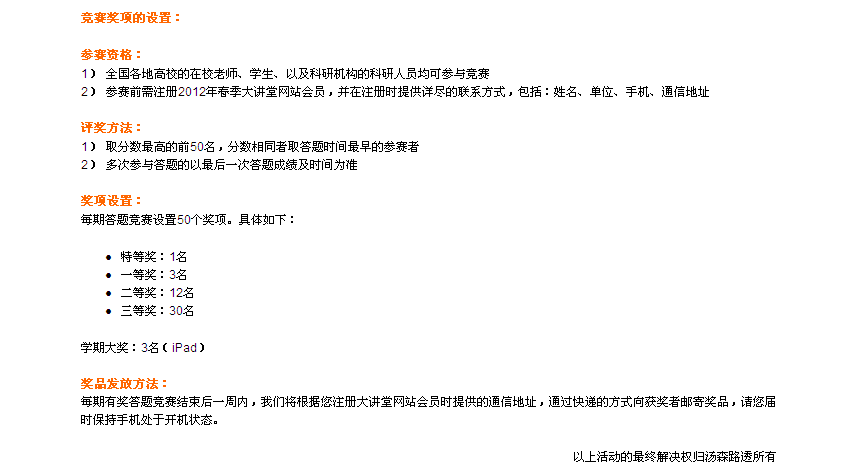 竞赛奖项的设置：
参赛资格：
1） 全国各地高校的在校老师、学生、以及科研机构的科研人员均可参与竞赛
2） 参赛前需注册2012年春季大讲堂网站会员，并在注册时提供详尽的联系方式，包括：姓名、单位、手机、通信地址
评奖方法：
1） 取分数最高的前50名，分数相同者取答题时间最早的参赛者
2） 多次参与答题的以最后一次答题成绩及时间为准
奖项设置：
每期答题竞赛设置50个奖项。具体如下：
● 特等奖：1名
● 一等奖：3名
● 二等奖：12名
● 三等奖：30名
学期大奖：3名（iPad）
奖品发放方法：
每期有奖答题竞赛结束后一周内，我们将根据您注册大讲堂网站会员时提供的通信地址，通过快递的方式向获奖者邮寄奖品，请您届
时保持手机处于开机状态。
以上活动的最终解决权归汤森路透所有